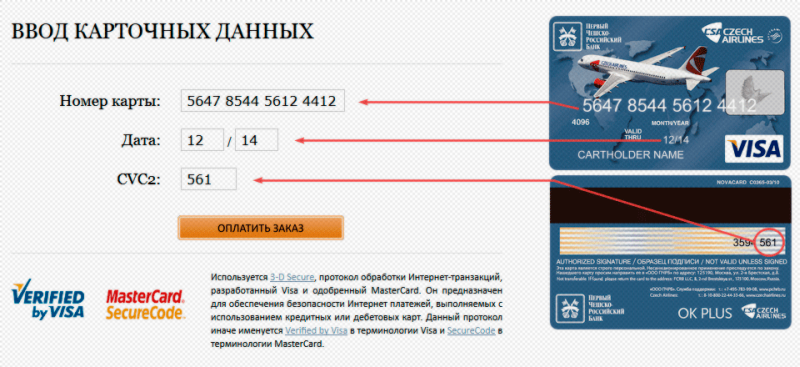 ВВОД КАРТОЧНЫХ ДАННЫХ
Номер карты: 5647 8544 5612 4412
Дата: 12 / 14
CVC2: 561
ОПЛАТИТЬ ЗАКАЗ
VERIFIED
by VISA
MasterCard.
SecureCode.
Используется 3-D Secure, протокол обработки Интернет-транзакций,
разработанный Visa и одобренный MasterCard. Он предназначен
для обеспечения безопасности Интернет платежей, выполняемых с
использованием кредитных или дебетовых карт. Данный протокол
иначе именуется Verified by Visa в терминологии Visa и SecureCode в
терминологии MasterCard.
ПЕРВЫЙ
ЧЕШСКО-
РОССИЙСКИЙ
БАНК
CSA CZECH
AIRLINES
5647 8544 5612 4412
4096
MONTH/YEAR
VALID
THRU
12/14
CARTHOLDER NAME
VISA
NOVACARD
3594 561
AUTHORIZED SIGNATURE / ОБРАЗЕЦ ПОДПИСИ / NOT VALID UNLESS SIGNED
ПЕРВЫЙ
ЧЕШСКО-
РОССИЙСКИЙ
БАНК
OK PLUS
CSA CZECH
AIRLINES